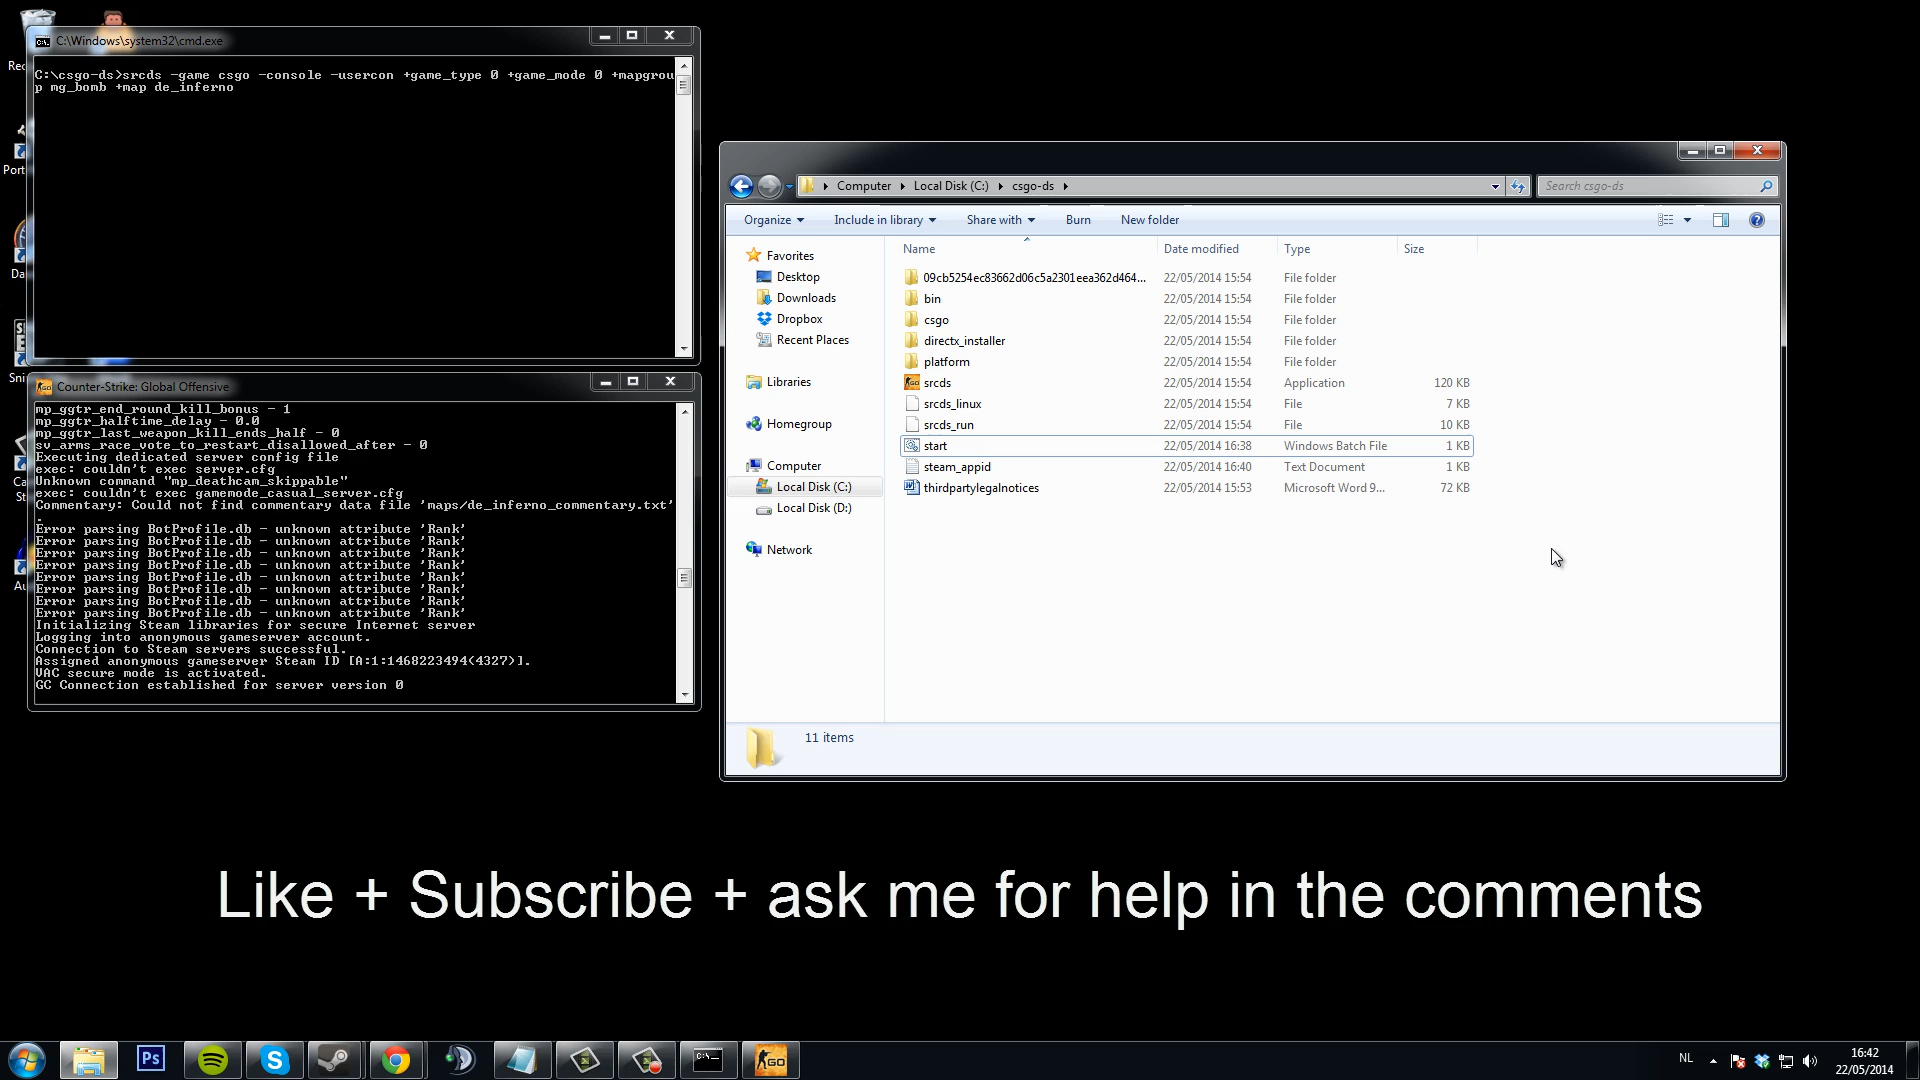 C:\Windows\system32\cmd.exe
C:\csgo-ds>srcds -game csgo -console -usercon +game_type 0 +game_mode 0 +mapgrou
p mg_bomb +map de_inferno
Counter-Strike: Global Offensive
mp_ggtr_end_round_kill_bonus - 1
mp_ggtr_halftime_delay - 0.0
mp_ggtr_last_weapon_kill_ends_half - 0
sv_arms_race_vote_to_restart_disallowed_after - 0
Executing dedicated server config file
exec: couldn't exec server.cfg
Unknown command "mp_deathcam_skippable"
exec: couldn't exec gamemode_casual_server.cfg
Commentary: Could not find commentary data file 'maps/de_inferno_commentary.txt'
.
Error parsing BotProfile.db - unknown attribute 'Rank'
Error parsing BotProfile.db - unknown attribute 'Rank'
Error parsing BotProfile.db - unknown attribute 'Rank'
Error parsing BotProfile.db - unknown attribute 'Rank'
Error parsing BotProfile.db - unknown attribute 'Rank'
Error parsing BotProfile.db - unknown attribute 'Rank'
Error parsing BotProfile.db - unknown attribute 'Rank'
Error parsing BotProfile.db - unknown attribute 'Rank'
Initializing Steam libraries for secure Internet server
Logging into anonymous gameserver account.
Connection to Steam servers successful.
Assigned anonymous gameserver Steam ID [A:1:1468223494(4327)].
VAC secure mode is activated.
GC Connection established for server version 0
Computer Local Disk (C:) csgo-ds
Search csgo-ds
Organize Include in library Share with Burn New folder
Favorites
Desktop
Downloads
Dropbox
Recent Places
Libraries
Homegroup
Computer
Local Disk (C:)
Local Disk (D:)
Network
Name Date modified Type Size
09cb5254ec83662d06c5a2301eea362d464... 22/05/2014 15:54 File folder
bin 22/05/2014 15:54 File folder
csgo 22/05/2014 15:54 File folder
directx_installer 22/05/2014 15:54 File folder
platform 22/05/2014 15:54 File folder
srcds 22/05/2014 15:54 Application 120 KB
srcds_linux 22/05/2014 15:54 File 7 KB
srcds_run 22/05/2014 15:54 File 10 KB
start 22/05/2014 16:38 Windows Batch File 1 KB
steam_appid 22/05/2014 16:40 Text Document 1 KB
thirdpartylegalnotices 22/05/2014 15:53 Microsoft Word 9... 72 KB
11 items
Like + Subscribe + ask me for help in the comments
Ps
GO
NL
16:42
22/05/2014